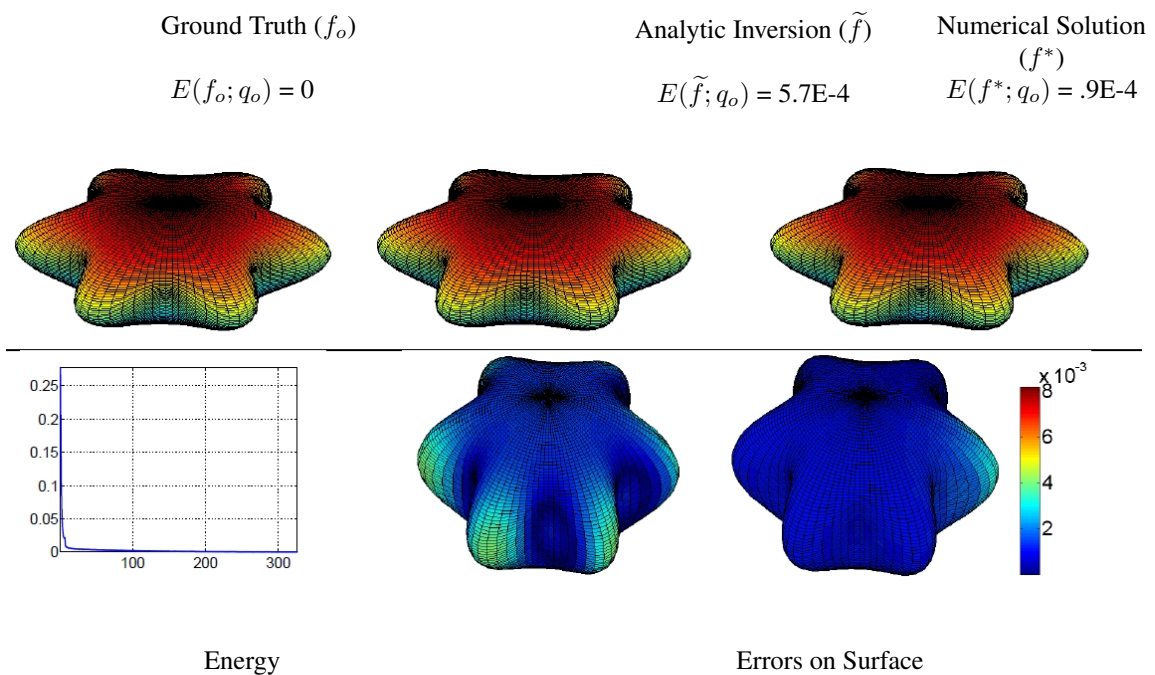 Ground Truth (f_o)
Analytic Inversion (f̃)
Numerical Solution
(f*)
E(f_o; q_o) = 0
E(f̃; q_o) = 5.7E-4
E(f*; q_o) = .9E-4
0.25
0.2
0.15
0.1
0.05
0
100
200
300
x 10^-3
8
6
4
2
Energy
Errors on Surface